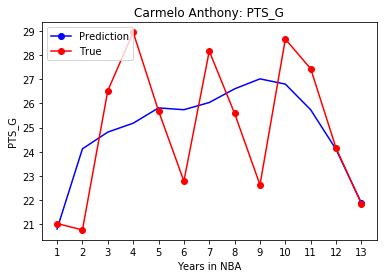 Carmelo Anthony: PTS_G
Prediction
True
29
28
27
26
25
24
23
22
21
PTS_G
1 2 3 4 5 6 7 8 9 10 11 12 13
Years in NBA